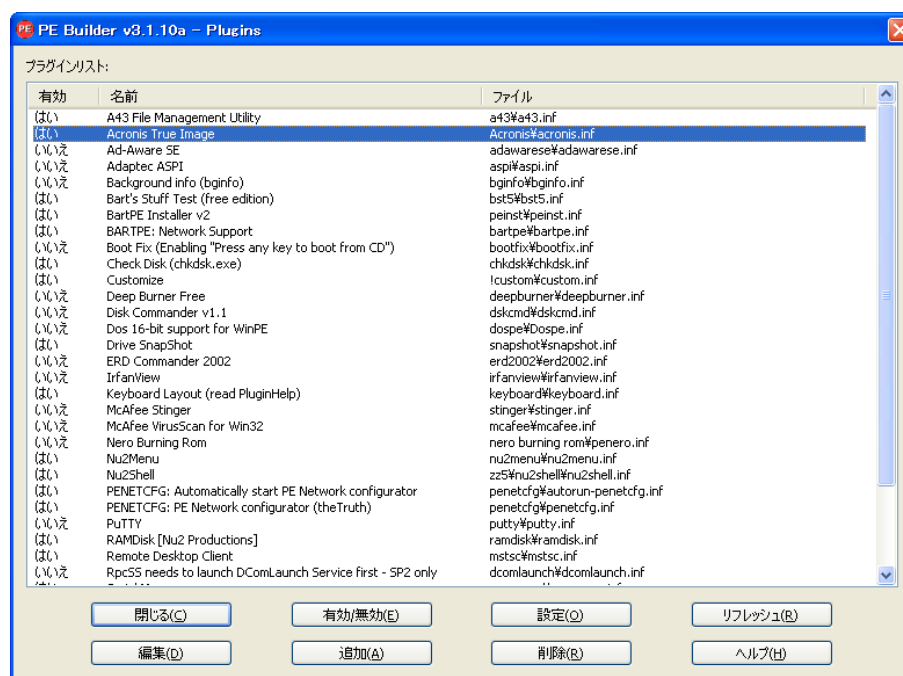 PE Builder v3.1.10a - Plugins
プラグインリスト:
有効 名前 ファイル
はい A43 File Management Utility a43¥a43.inf
はい Acronis True Image Acronis¥acronis.inf
いいえ Ad-Aware SE adawarese¥adawarese.inf
いいえ Adaptec ASPI aspi¥aspi.inf
いいえ Background info (bginfo) bginfo¥bginfo.inf
はい Bart's Stuff Test (free edition) bst5¥bst5.inf
はい BartPE Installer v2 peinst¥peinst.inf
はい BARTPE: Network Support bartpe¥bartpe.inf
いいえ Boot Fix (Enabling "Press any key to boot from CD") bootfix¥bootfix.inf
はい Check Disk (chkdsk.exe) chkdsk¥chkdsk.inf
はい Customize !custom¥custom.inf
いいえ Deep Burner Free deepburner¥deepburner.inf
いいえ Disk Commander v1.1 dskcmd¥dskcmd.inf
いいえ Dos 16-bit support for WinPE dospe¥Dospe.inf
はい Drive SnapShot snapshot¥snapshot.inf
いいえ ERD Commander 2002 erd2002¥erd2002.inf
いいえ IrfanView irfanview¥irfanview.inf
はい Keyboard Layout (read PluginHelp) keyboard¥keyboard.inf
いいえ McAfee Stinger stinger¥stinger.inf
いいえ McAfee VirusScan for Win32 mcafee¥mcafee.inf
いいえ Nero Burning Rom nero burning rom¥penero.inf
はい Nu2Menu nu2menu¥nu2menu.inf
はい Nu2Shell zz5¥nu2shell¥nu2shell.inf
はい PENETCFG: Automatically start PE Network configurator penetcfg¥autorun-penetcfg.inf
はい PENETCFG: PE Network configurator (theTruth) penetcfg¥penetcfg.inf
いいえ PuTTY putty¥putty.inf
はい RAMDisk [Nu2 Productions] ramdisk¥ramdisk.inf
はい Remote Desktop Client mstsc¥mstsc.inf
いいえ RpcSS needs to launch DComLaunch Service first - SP2 only dcomlaunch¥dcomlaunch.inf
閉じる(C) 有効/無効(E) 設定(O) リフレッシュ(R)
編集(D) 追加(A) 削除(R) ヘルプ(H)